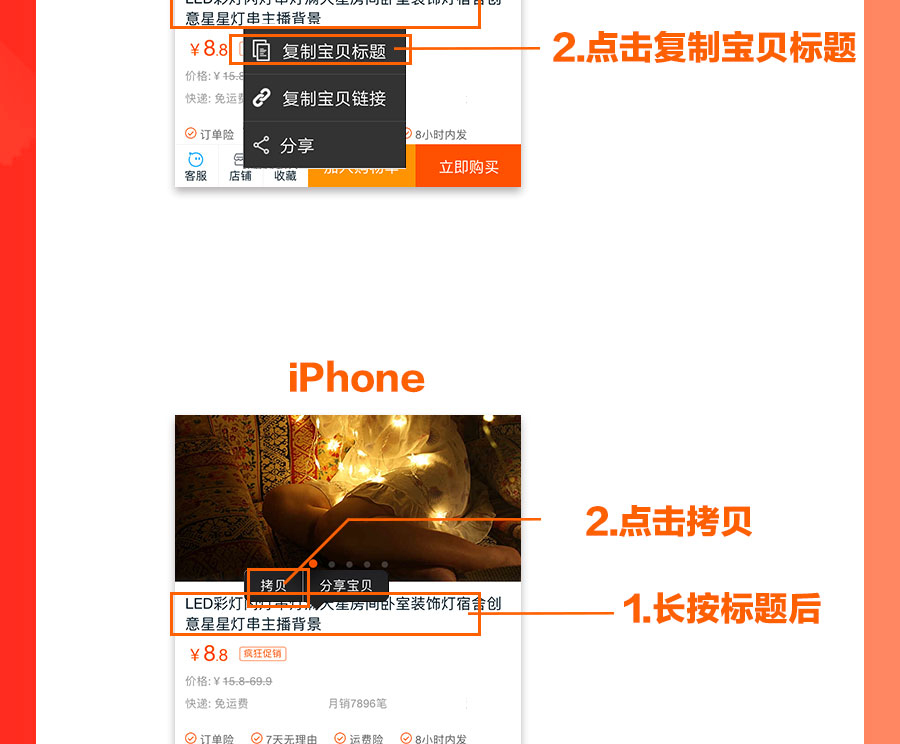 LED彩灯闪灯串灯满天星房间卧室装饰灯宿舍创
意星星灯串主播背景
¥8.8
复制宝贝标题
2.点击复制宝贝标题
价格: ¥ 15.8
快递: 免运费
复制宝贝链接
订单险
8小时内发
分享
客服
店铺
收藏
加入购物车
立即购买
iPhone
2.点击拷贝
拷贝
分享宝贝
LED彩灯闪灯串灯满天星房间卧室装饰灯宿舍创
意星星灯串主播背景
1.长按标题后
¥8.8 疯狂促销
价格: ¥ 15.8-69.9
快递: 免运费 月销7896笔
订单险 7天无理由 运费险 8小时内发